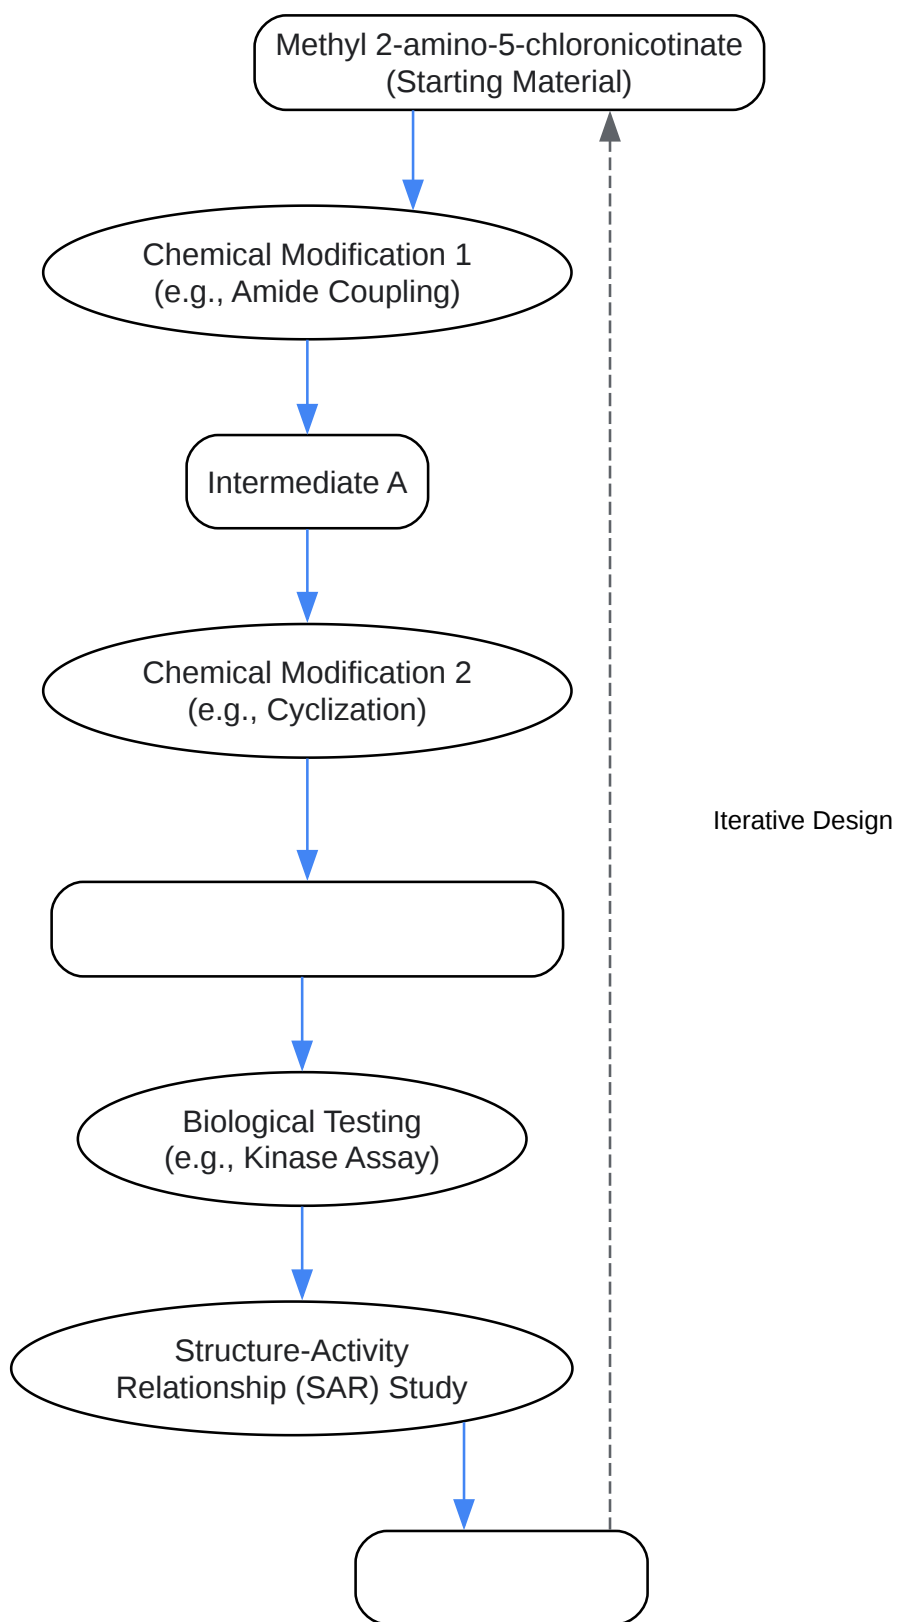 Methyl 2-amino-5-chloronicotinate
(Starting Material)
Chemical Modification 1
(e.g., Amide Coupling)
Intermediate A
Chemical Modification 2
(e.g., Cyclization)
Iterative Design
Biological Testing
(e.g., Kinase Assay)
Structure-Activity
Relationship (SAR) Study